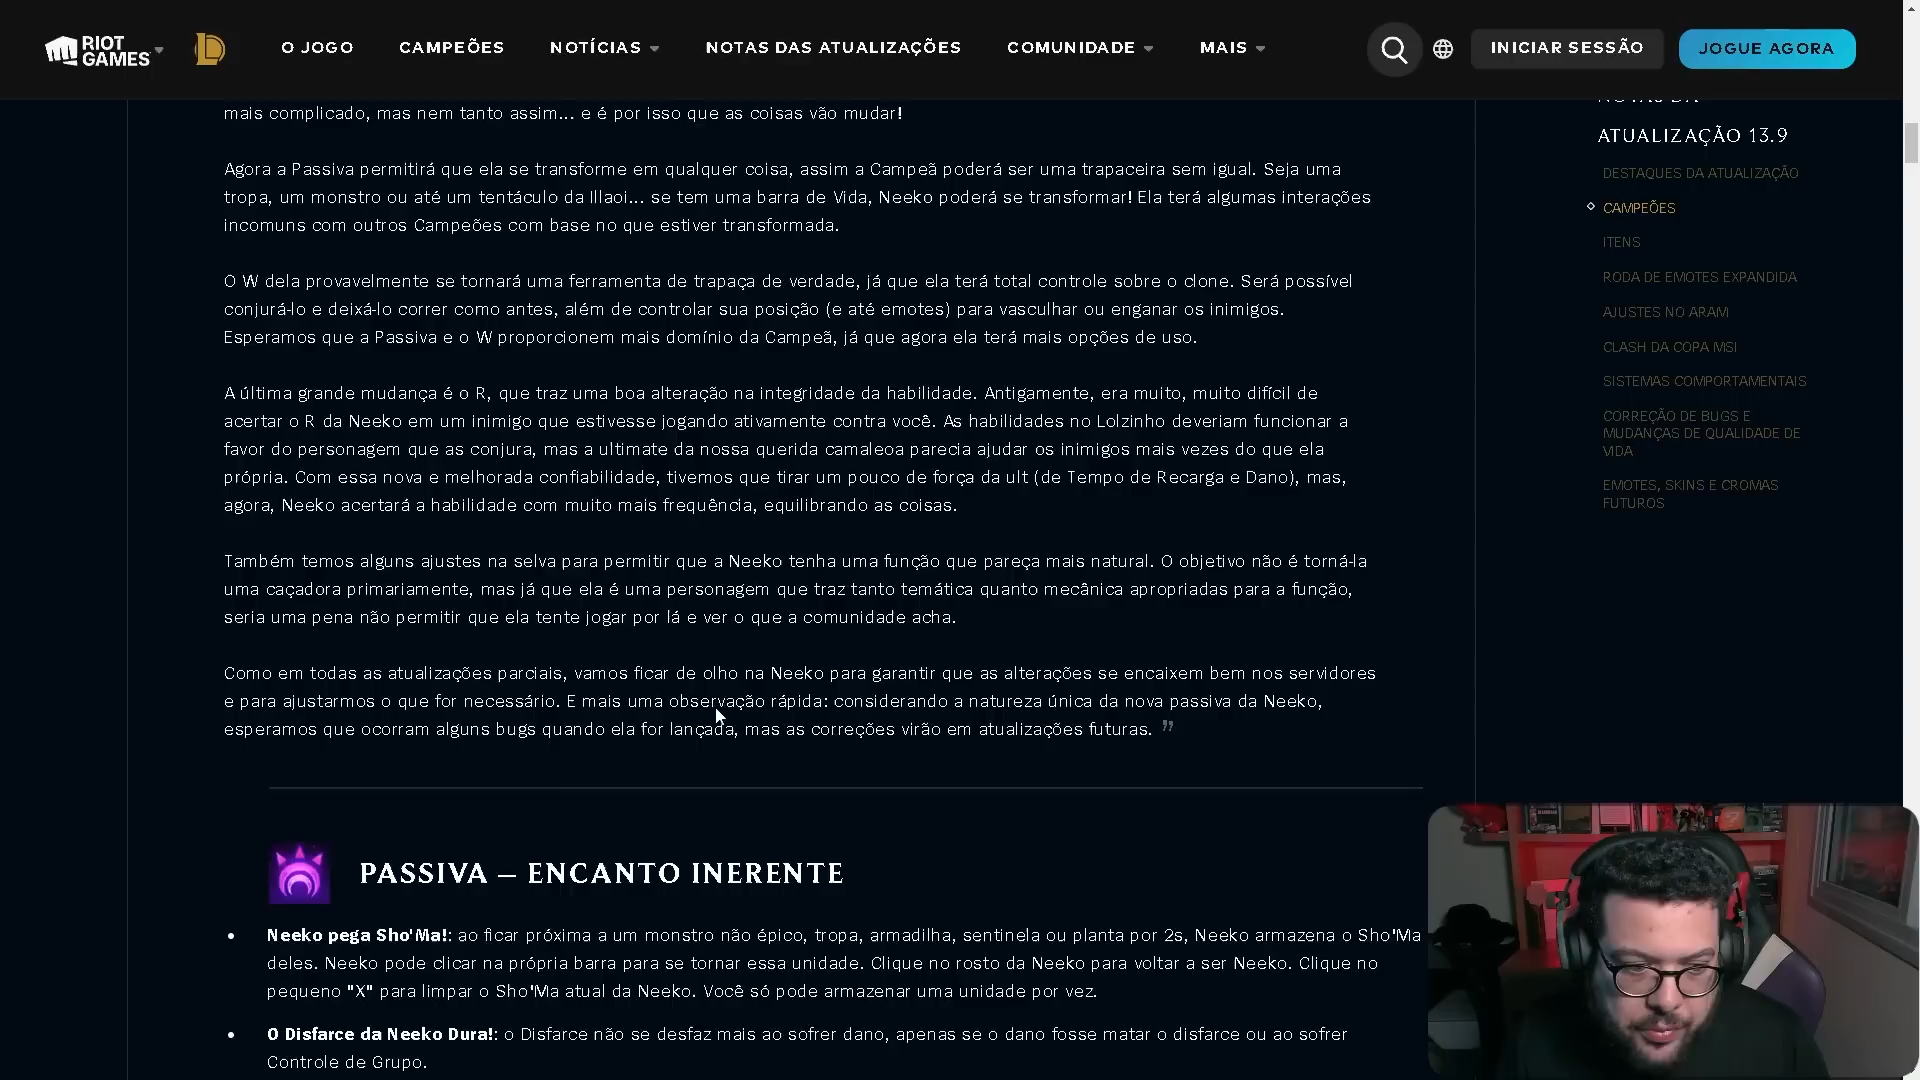 RIOT
GAMES
O JOGO
CAMPEÕES
NOTÍCIAS
NOTAS DAS ATUALIZAÇÕES
COMUNIDADE
MAIS
INICIAR SESSÃO
JOGUE AGORA
mais complicado, mas nem tanto assim... e é por isso que as coisas vão mudar!
Agora a Passiva permitirá que ela se transforme em qualquer coisa, assim a Campeã poderá ser uma trapaceira sem igual. Seja uma
tropa, um monstro ou até um tentáculo da Illaoi... se tem uma barra de Vida, Neeko poderá se transformar! Ela terá algumas interações
incomuns com outros Campeões com base no que estiver transformada.
O W dela provavelmente se tornará uma ferramenta de trapaça de verdade, já que ela terá total controle sobre o clone. Será possível
conjurá-lo e deixá-lo correr como antes, além de controlar sua posição (e até emotes) para vasculhar ou enganar os inimigos.
Esperamos que a Passiva e o W proporcionem mais domínio da Campeã, já que agora ela terá mais opções de uso.
A última grande mudança é o R, que traz uma boa alteração na integridade da habilidade. Antigamente, era muito, muito difícil de
acertar o R da Neeko em um inimigo que estivesse jogando ativamente contra você. As habilidades no Lolzinho deveriam funcionar a
favor do personagem que as conjura, mas a ultimate da nossa querida camaleoa parecia ajudar os inimigos mais vezes do que ela
própria. Com essa nova e melhorada confiabilidade, tivemos que tirar um pouco de força da ult (de Tempo de Recarga e Dano), mas,
agora, Neeko acertará a habilidade com muito mais frequência, equilibrando as coisas.
Também temos alguns ajustes na selva para permitir que a Neeko tenha uma função que pareça mais natural. O objetivo não é torná-la
uma caçadora primariamente, mas já que ela é uma personagem que traz tanto temática quanto mecânica apropriadas para a função,
seria uma pena não permitir que ela tente jogar por lá e ver o que a comunidade acha.
Como em todas as atualizações parciais, vamos ficar de olho na Neeko para garantir que as alterações se encaixem bem nos servidores
e para ajustarmos o que for necessário. E mais uma observação rápida: considerando a natureza única da nova passiva da Neeko,
esperamos que ocorram alguns bugs quando ela for lançada, mas as correções virão em atualizações futuras. ”
PASSIVA – ENCANTO INERENTE
• Neeko pega Sho'Ma!: ao ficar próxima a um monstro não épico, tropa, armadilha, sentinela ou planta por 2s, Neeko armazena o Sho'Ma
deles. Neeko pode clicar na própria barra para se tornar essa unidade. Clique no rosto da Neeko para voltar a ser Neeko. Clique no
pequeno "X" para limpar o Sho'Ma atual da Neeko. Você só pode armazenar uma unidade por vez.
• O Disfarce da Neeko Dura!: o Disfarce não se desfaz mais ao sofrer dano, apenas se o dano fosse matar o disfarce ou ao sofrer
Controle de Grupo.
NOTAS DA
ATUALIZAÇÃO 13.9
DESTAQUES DA ATUALIZAÇÃO
CAMPEÕES
ITENS
RODA DE EMOTES EXPANDIDA
AJUSTES NO ARAM
CLASH DA COPA MSI
SISTEMAS COMPORTAMENTAIS
CORREÇÃO DE BUGS E
MUDANÇAS DE QUALIDADE DE
VIDA
EMOTES, SKINS E CROMAS
FUTUROS